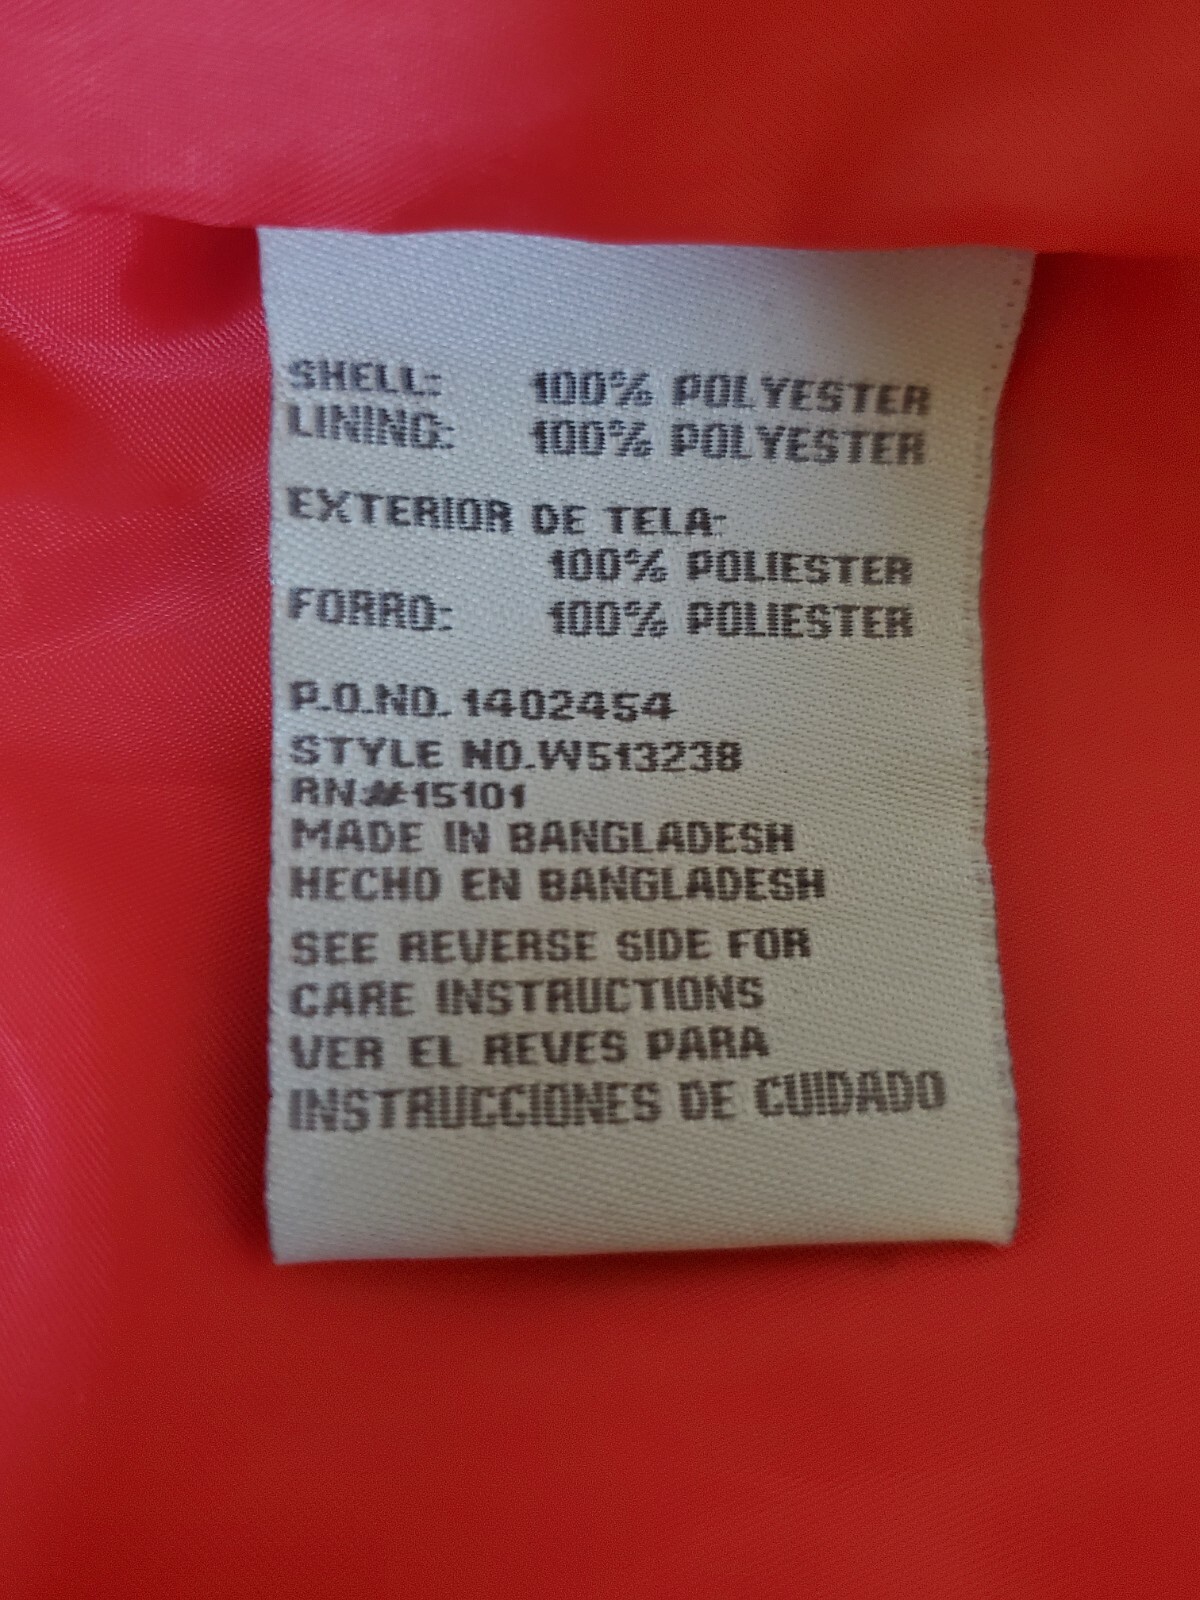 SHELL: 100% POLYESTER
LINING: 100% POLYESTER
EXTERIOR DE TELA:
100% POLIESTER
FORRO: 100% POLIESTER
P.O.NO. 1402454
STYLE NO.W513238
RN:#15101
MADE IN BANGLADESH
HECHO EN BANGLADESH
SEE REVERSE SIDE FOR
CARE INSTRUCTIONS
VER EL REVES PARA
INSTRUCCIONES DE CUIDADO